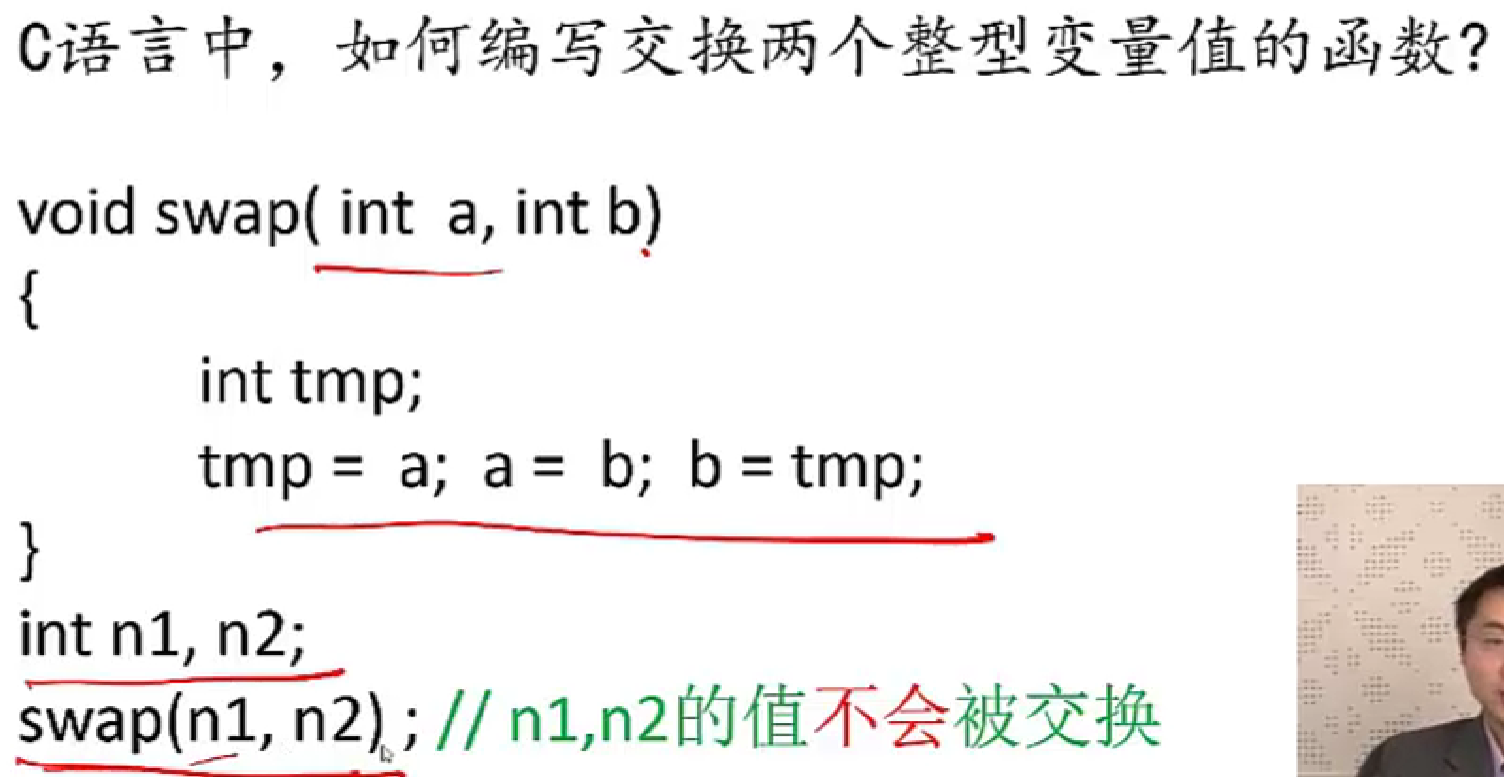 C语言中，如何编写交换两个整型变量值的函数?
void swap( int a, int b)
{
int tmp;
tmp = a; a = b; b = tmp;
}
int n1, n2;
swap(n1, n2) ; // n1,n2的值不会被交换